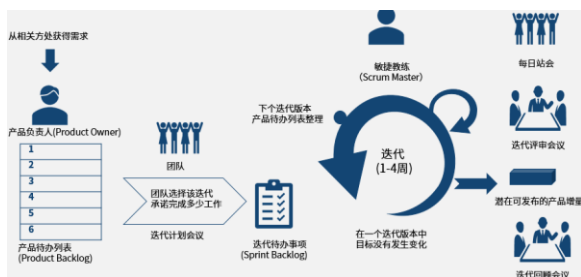 从相关方处获得需求
产品负责人(Product Owner)
1
2
3
4
5
6
产品待办列表
(Product Backlog)
团队
团队选择该迭代
承诺完成多少工作
迭代计划会议
迭代待办事项
(Sprint Backlog)
敏捷教练
(Scrum Master)
下个迭代版本
产品待办列表整理
迭代
(1-4周)
在一个迭代版本中
目标没有发生变化
每日站会
迭代评审会议
潜在可发布的产品增量
迭代回顾会议